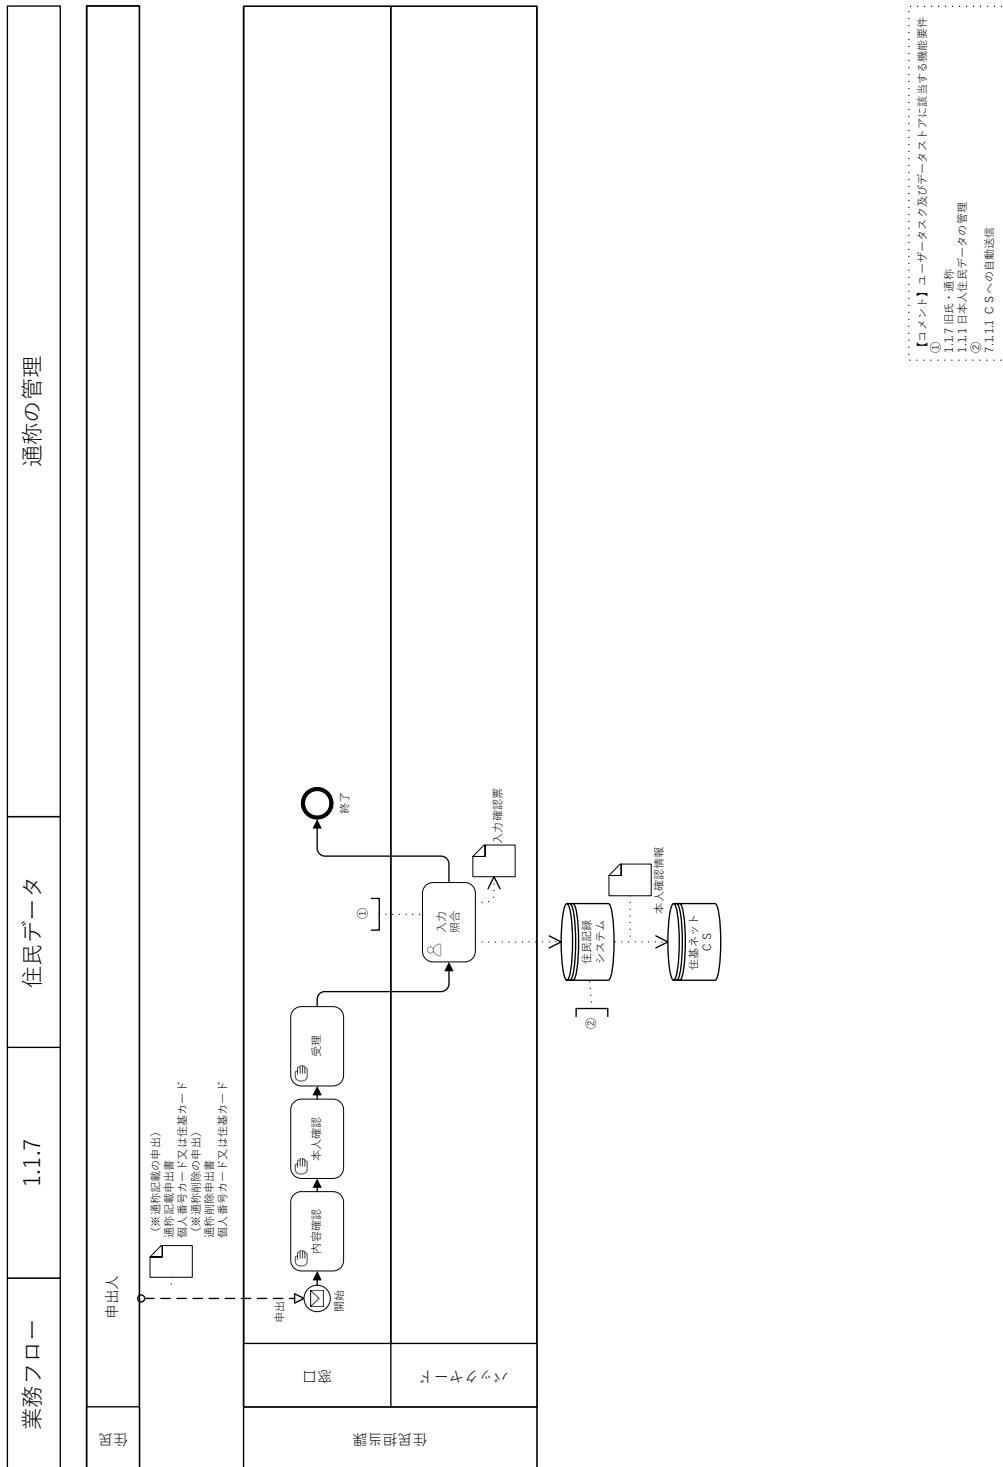 業務フロー
1.1.7
住民データ
通称の管理
住民
申出人
（※通称記載の申出）
通称記載申出書
個人番号カード又は住基カード
（※通称削除の申出）
通称削除申出書
個人番号カード又は住基カード
住民担当課
窓口
申出
開始
内容確認
本人確認
受理
終了
バックヤード
①
入力
照合
入力確認票
住民記録
システム
②
本人確認情報
住基ネット
ＣＳ
【コメント】ユーザータスク及びデータストアに該当する機能要件
①
1.1.7 旧氏・通称
1.1.1 日本人住民データの管理
②
7.1.1.1 ＣＳへの自動送信